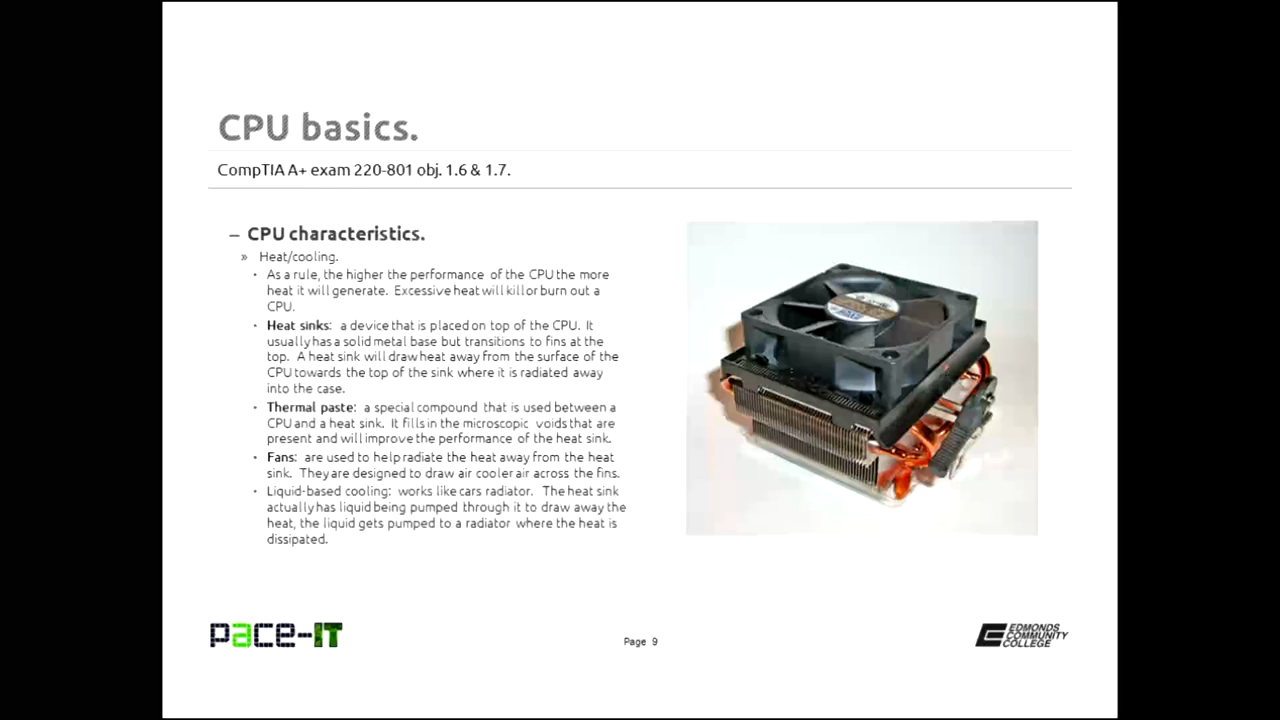 CPU basics.
CompTIA A+ exam 220-801 obj. 1.6 & 1.7.
– CPU characteristics.
» Heat/cooling.
• As a rule, the higher the performance of the CPU the more
heat it will generate. Excessive heat will kill or burn out a
CPU.
• Heat sinks: a device that is placed on top of the CPU. It
usually has a solid metal base but transitions to fins at the
top. A heat sink will draw heat away from the surface of the
CPU towards the top of the sink where it is radiated away
into the case.
• Thermal paste: a special compound that is used between a
CPU and a heat sink. It fills in the microscopic voids that are
present and will improve the performance of the heat sink.
• Fans: are used to help radiate the heat away from the heat
sink. They are designed to draw air cooler air across the fins.
• Liquid-based cooling: works like cars radiator. The heat sink
actually has liquid being pumped through it to draw away the
heat, the liquid gets pumped to a radiator where the heat is
dissipated.
pace-IT
Page 9
EDMONDS
COMMUNITY
COLLEGE